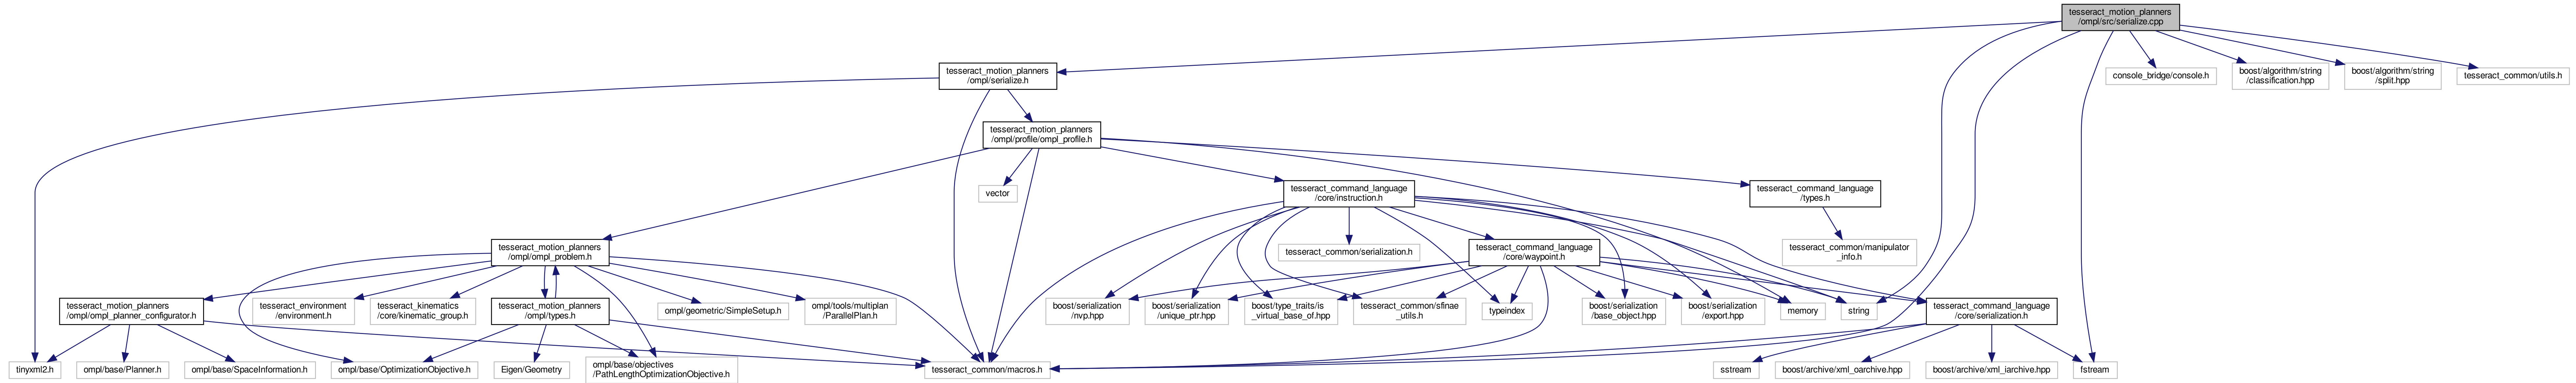 tesseract_motion_planners
/ompl/src/serialize.cpp
tesseract_motion_planners
/ompl/serialize.h
console_bridge/console.h
boost/algorithm/string
/classification.hpp
boost/algorithm/string
/split.hpp
tesseract_common/utils.h
tesseract_motion_planners
/ompl/profile/ompl_profile.h
vector
tesseract_command_language
/core/instruction.h
tesseract_command_language
/types.h
tesseract_motion_planners
/ompl/ompl_problem.h
tesseract_common/serialization.h
tesseract_command_language
/core/waypoint.h
tesseract_common/manipulator
_info.h
tesseract_motion_planners
/ompl/ompl_planner_configurator.h
tesseract_environment
/environment.h
tesseract_kinematics
/core/kinematic_group.h
tesseract_motion_planners
/ompl/types.h
ompl/geometric/SimpleSetup.h
ompl/tools/multiplan
/ParallelPlan.h
boost/serialization
/nvp.hpp
boost/serialization
/unique_ptr.hpp
boost/type_traits/is
_virtual_base_of.hpp
tesseract_common/sfinae
_utils.h
typeindex
boost/serialization
/base_object.hpp
boost/serialization
/export.hpp
memory
string
tesseract_command_language
/core/serialization.h
tinyxml2.h
ompl/base/Planner.h
ompl/base/SpaceInformation.h
ompl/base/OptimizationObjective.h
Eigen/Geometry
ompl/base/objectives
/PathLengthOptimizationObjective.h
tesseract_common/macros.h
sstream
boost/archive/xml_oarchive.hpp
boost/archive/xml_iarchive.hpp
fstream